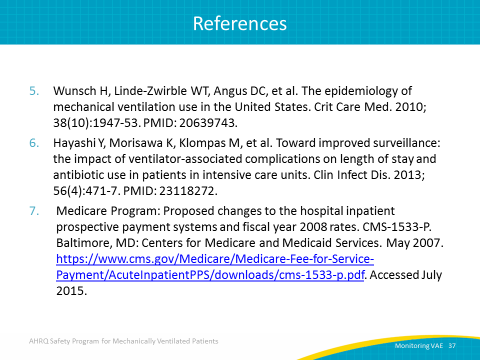 References
5. Wunsch H, Linde-Zwirble WT, Angus DC, et al. The epidemiology of
mechanical ventilation use in the United States. Crit Care Med. 2010;
38(10):1947-53. PMID: 20639743.
6. Hayashi Y, Morisawa K, Klompas M, et al. Toward improved surveillance:
the impact of ventilator-associated complications on length of stay and
antibiotic use in patients in intensive care units. Clin Infect Dis. 2013;
56(4):471-7. PMID: 23118272.
7. Medicare Program: Proposed changes to the hospital inpatient
prospective payment systems and fiscal year 2008 rates. CMS-1533-P.
Baltimore, MD: Centers for Medicare and Medicaid Services. May 2007.
https://www.cms.gov/Medicare/Medicare-Fee-for-Service-
Payment/AcuteInpatientPPS/downloads/cms-1533-p.pdf. Accessed July
2015.
AHRQ Safety Program for Mechanically Ventilated Patients
Monitoring VAE 37